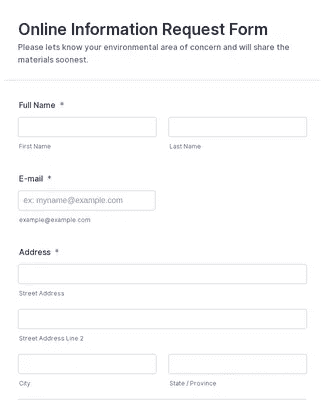 Online Information Request Form
Please lets know your environmental area of concern and will share the
materials soonest.
Full Name *
First Name Last Name
E-mail *
ex: myname@example.com
example@example.com
Address *
Street Address
Street Address Line 2
City State / Province